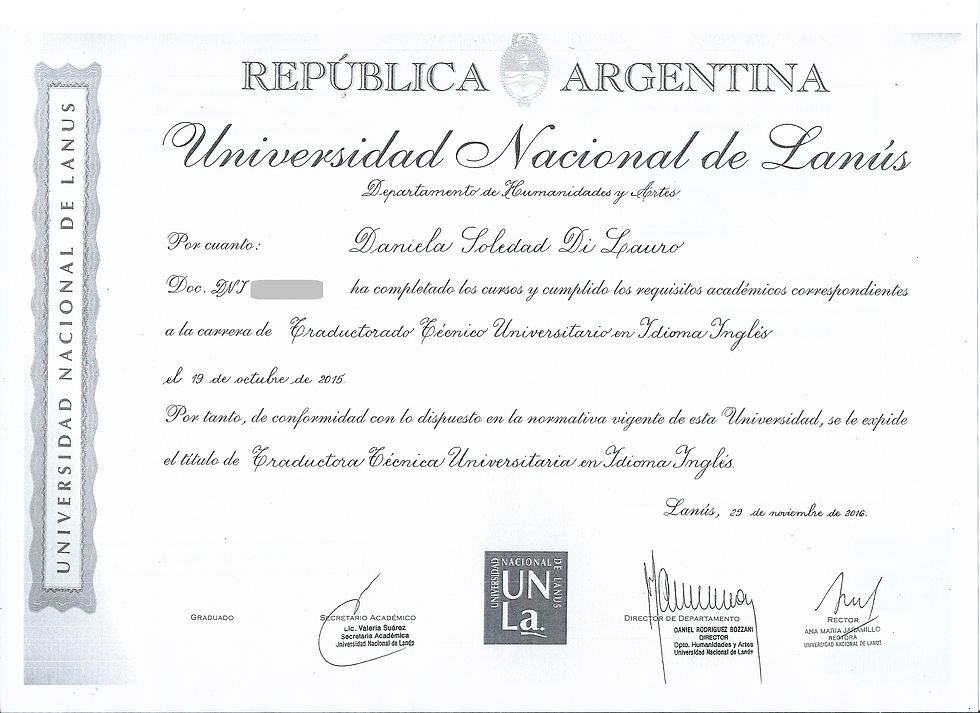 REPÚBLICA ARGENTINA
Universidad Nacional de Lanús
Departamento de Humanidades y Artes
UNIVERSIDAD NACIONAL DE LANUS
Por cuanto: Daniela Soledad Di Lauro
Doc. DNI ha completado los cursos y cumplido los requisitos académicos correspondientes
a la carrera de Traductorado Técnico Universitario en Idioma Inglés
el 19 de octubre de 2015.
Por tanto, de conformidad con lo dispuesto en la normativa vigente de esta Universidad, se le expide
el título de Traductora Técnica Universitaria en Idioma Inglés.
Lanús, 29 de noviembre de 2016.
UNIVERSIDAD NACIONAL DE LANUS
UN
La.
GRADUADO
SECRETARIO ACADÉMICO
Lic. Valeria Suárez
Secretaria Académica
Universidad Nacional de Lanús
DIRECTOR DE DEPARTAMENTO
DANIEL RODRIGUEZ BOZZANI
DIRECTOR
Dpto. Humanidades y Artes
Universidad Nacional de Lanús
RECTOR
ANA MARIA JARAMILLO
RECTORA
UNIVERSIDAD NACIONAL DE LANUS